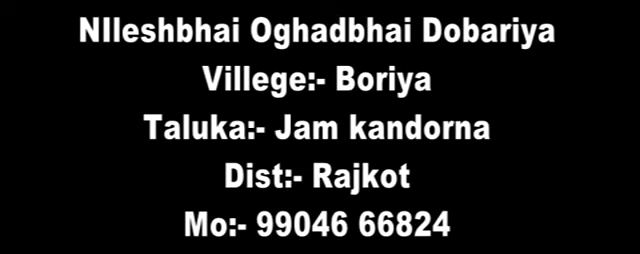 NIleshbhai Oghadbhai Dobariya
Villege:- Boriya
Taluka:- Jam kandorna
Dist:- Rajkot
Mo:- 99046 66824